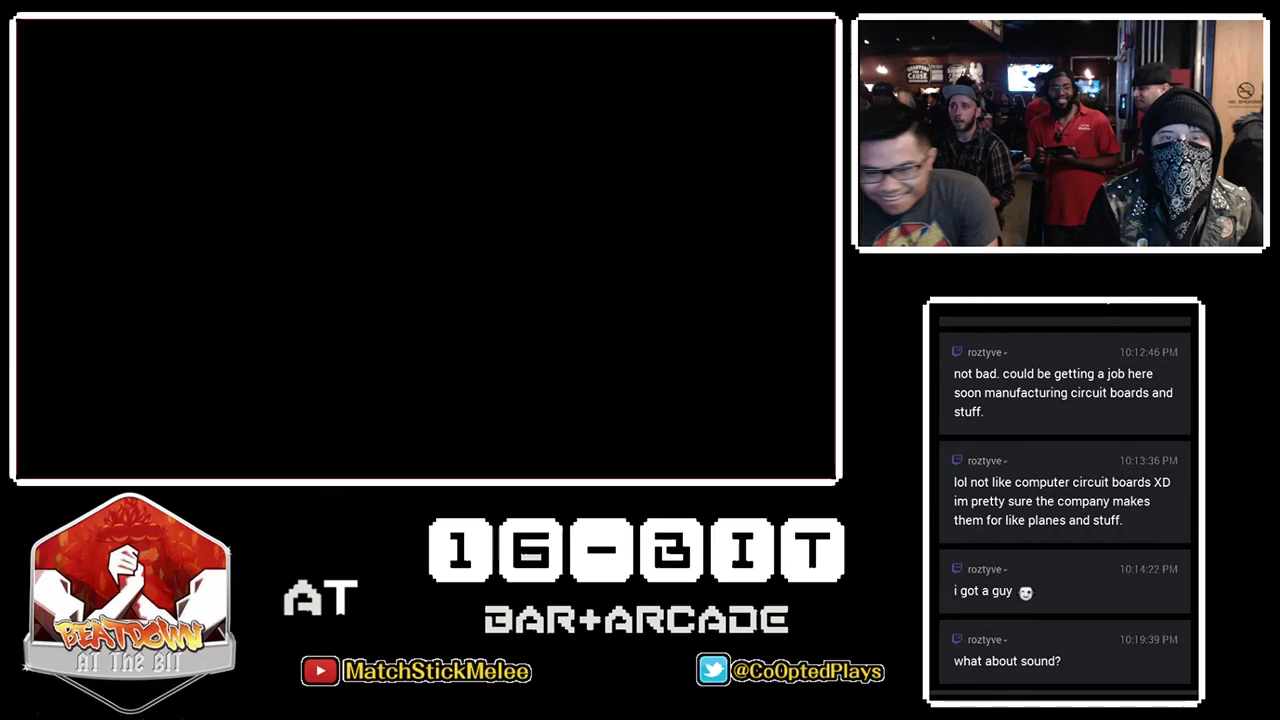 NO SMOKING
roztyve
10:12:46 PM
not bad. could be getting a job here
soon manufacturing circuit boards and
stuff.
roztyve
10:13:36 PM
lol not like computer circuit boards XD
im pretty sure the company makes
them for like planes and stuff.
roztyve
10:14:22 PM
i got a guy
roztyve
10:19:39 PM
what about sound?
BEATDOWN
AT THE BIT
AT
16-BIT
BAR+ARCADE
MatchStickMelee
@CoOptedPlays